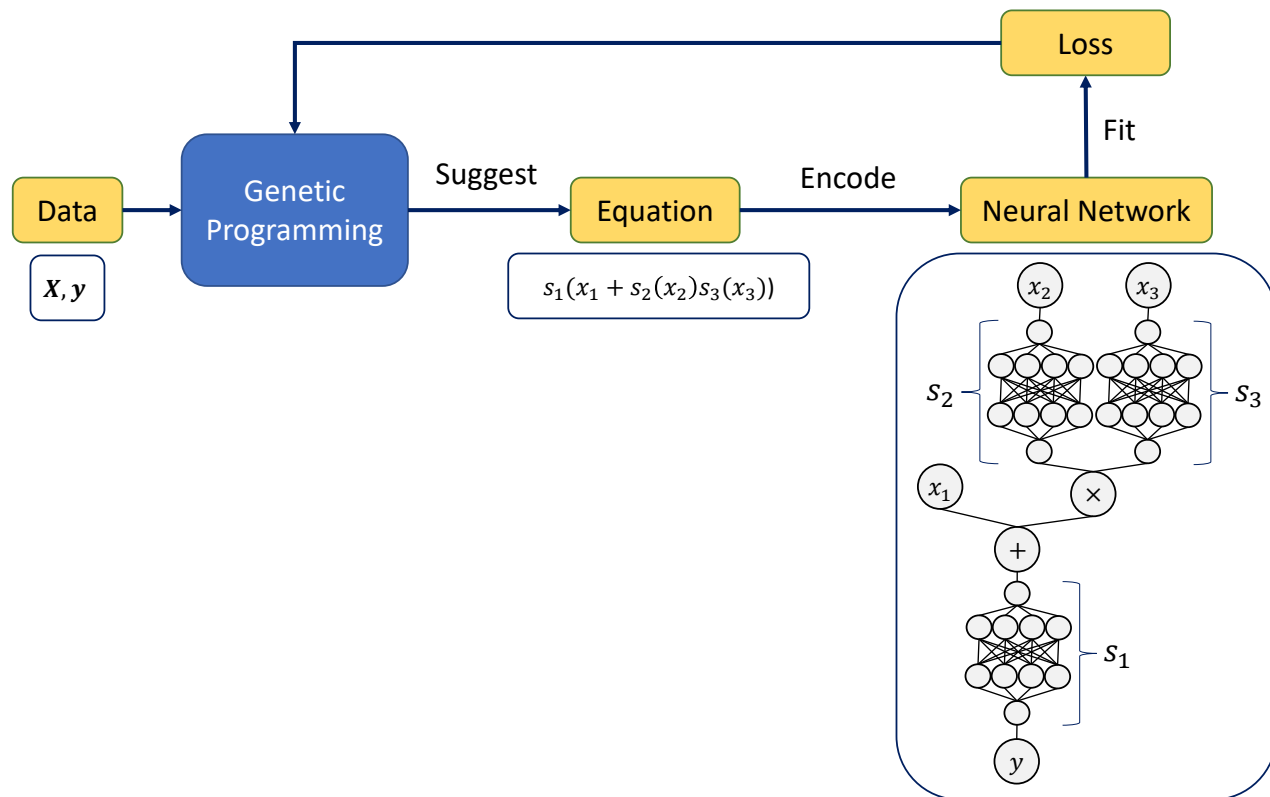 Loss
Fit
Data
Genetic
Programming
Suggest
Equation
Encode
Neural Network
X, y
s₁(x₁ + s₂(x₂)s₃(x₃))
x₂
x₃
s₂
s₃
x₁
×
+
s₁
y